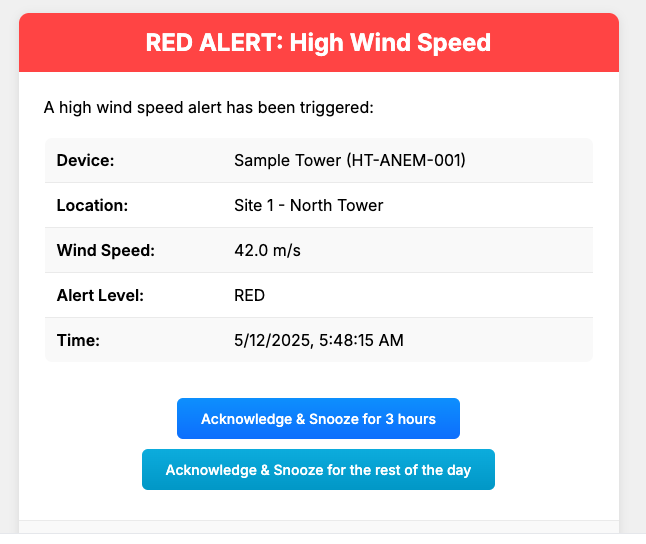 RED ALERT: High Wind Speed
A high wind speed alert has been triggered:
Device: Sample Tower (HT-ANEM-001)
Location: Site 1 - North Tower
Wind Speed: 42.0 m/s
Alert Level: RED
Time: 5/12/2025, 5:48:15 AM
Acknowledge & Snooze for 3 hours
Acknowledge & Snooze for the rest of the day